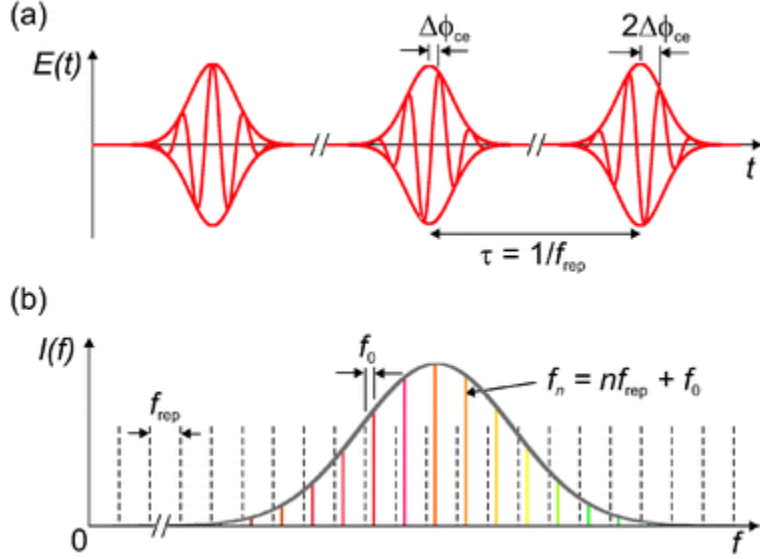 (a)
Δϕce
2Δϕce
E(t)
t
τ = 1/frep
(b)
I(f)
f0
fn = nfrep + f0
frep
0
f